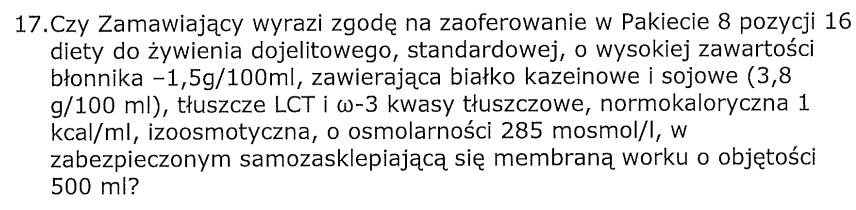 17.Czy Zamawiający wyrazi zgodę na zaoferowanie w Pakiecie 8 pozycji 16
diety do żywienia dojelitowego, standardowej, o wysokiej zawartości
błonnika –1,5g/100ml, zawierająca białko kazeinowe i sojowe (3,8
g/100 ml), tłuszcze LCT i ω-3 kwasy tłuszczowe, normokaloryczna 1
kcal/ml, izoosmotyczna, o osmolarności 285 mosmol/l, w
zabezpieczonym samozasklepiającą się membraną worku o objętości
500 ml?